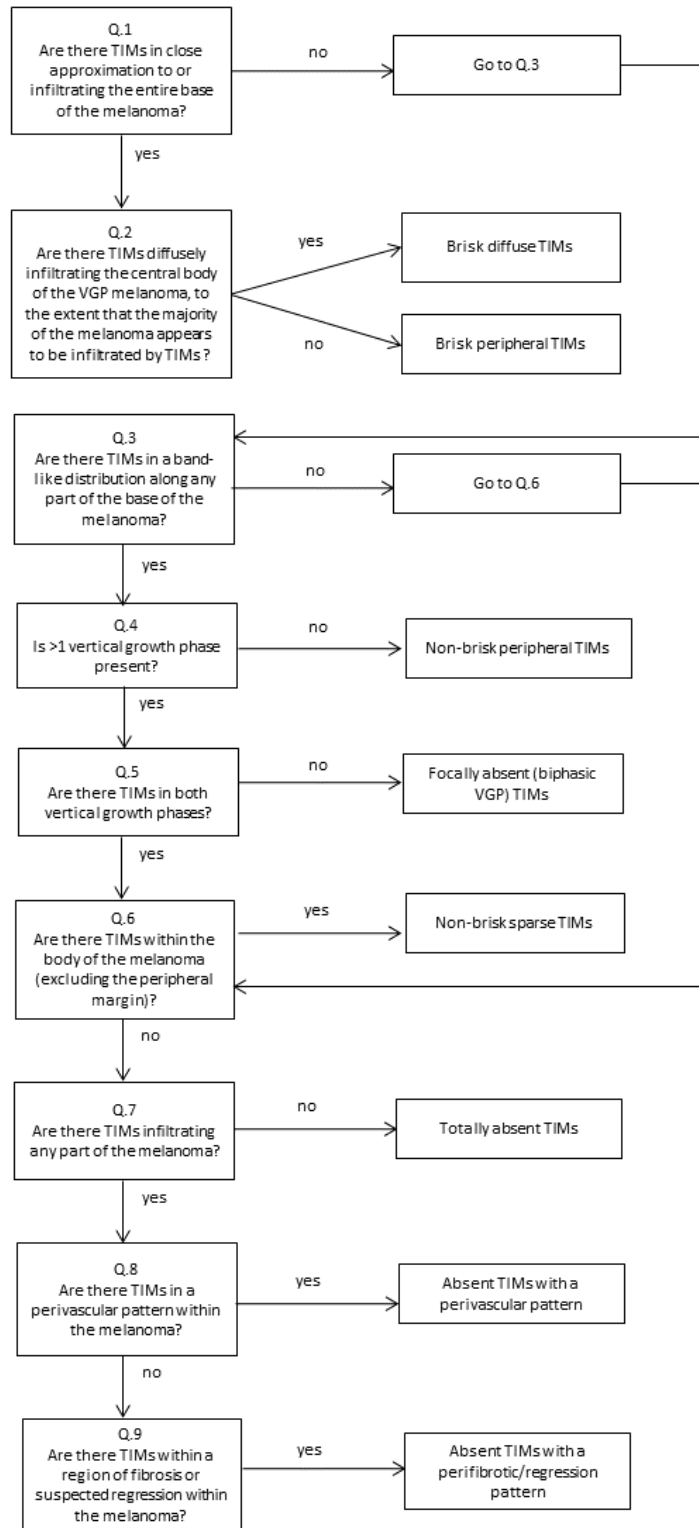 Q.1
Are there TIMs in close
approximation to or
infiltrating the entire base
of the melanoma?
no
Go to Q.3
yes
Q.2
Are there TIMs diffusely
infiltrating the central body
of the VGP melanoma, to
the extent that the majority
of the melanoma appears
to be infiltrated by TIMs?
yes
Brisk diffuse TIMs
no
Brisk peripheral TIMs
Q.3
Are there TIMs in a band-
like distribution along any
part of the base of the
melanoma?
no
Go to Q.6
yes
Q.4
Is >1 vertical growth phase
present?
no
Non-brisk peripheral TIMs
yes
Q.5
Are there TIMs in both
vertical growth phases?
no
Focally absent (biphasic
VGP) TIMs
yes
Q.6
Are there TIMs within the
body of the melanoma
(excluding the peripheral
margin)?
yes
Non-brisk sparse TIMs
no
Q.7
Are there TIMs infiltrating
any part of the melanoma?
no
Totally absent TIMs
yes
Q.8
Are there TIMs in a
perivascular pattern within
the melanoma?
yes
Absent TIMs with a
perivascular pattern
no
Q.9
Are there TIMs within a
region of fibrosis or
suspected regression within
the melanoma?
yes
Absent TIMs with a
perifibrotic/regression
pattern